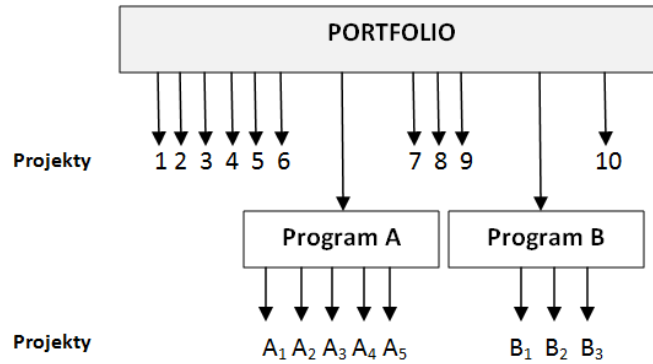 PORTFOLIO
Projekty 1 2 3 4 5 6 7 8 9 10
Program A Program B
Projekty A₁ A₂ A₃ A₄ A₅ B₁ B₂ B₃